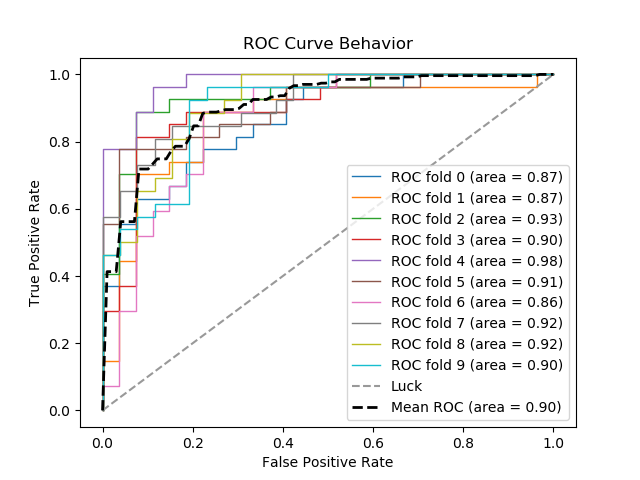 ROC Curve Behavior
True Positive Rate
1.0
0.8
0.6
0.4
0.2
0.0
ROC fold 0 (area = 0.87)
ROC fold 1 (area = 0.87)
ROC fold 2 (area = 0.93)
ROC fold 3 (area = 0.90)
ROC fold 4 (area = 0.98)
ROC fold 5 (area = 0.91)
ROC fold 6 (area = 0.86)
ROC fold 7 (area = 0.92)
ROC fold 8 (area = 0.92)
ROC fold 9 (area = 0.90)
Luck
Mean ROC (area = 0.90)
0.0 0.2 0.4 0.6 0.8 1.0
False Positive Rate